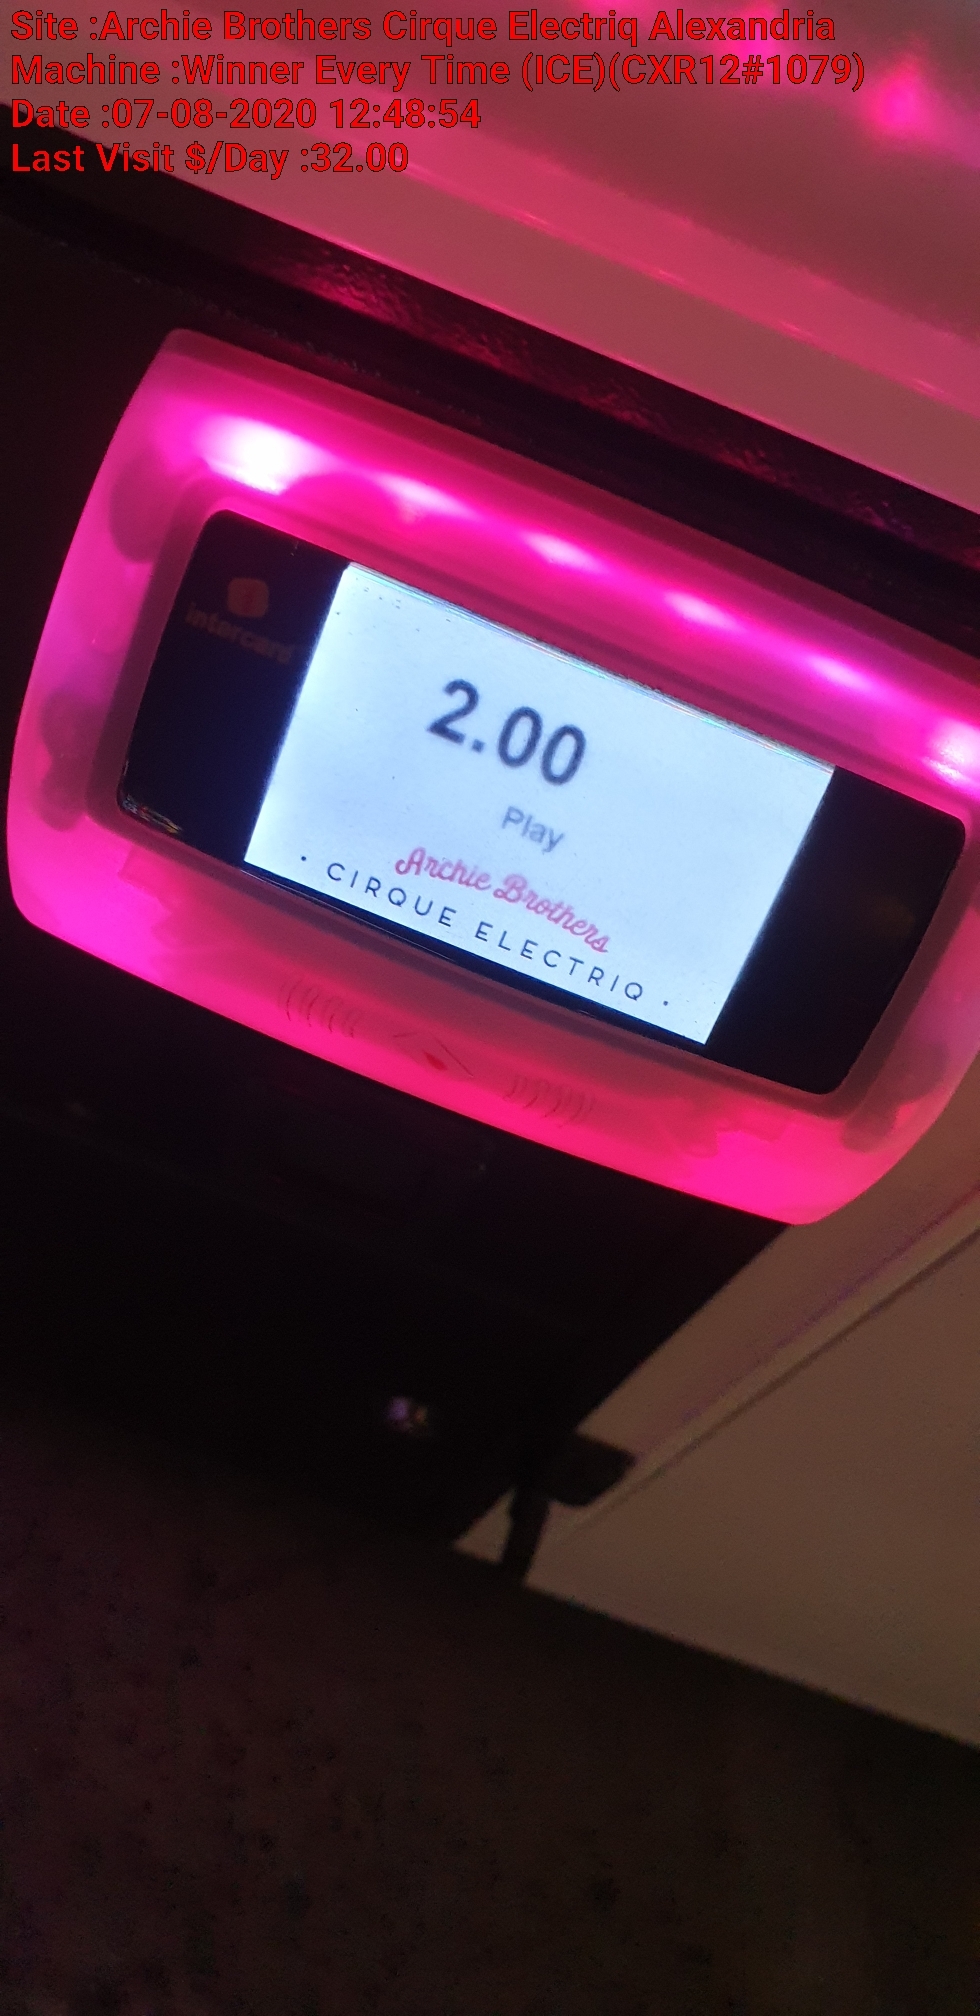 Site :Archie Brothers Cirque Electriq Alexandria
Machine :Winner Every Time (ICE)(CXR12#1079)
Date :07-08-2020 12:48:54
Last Visit $/Day :32.00
intercard
2.00
Play
Archie Brothers
• CIRQUE ELECTRIQ •